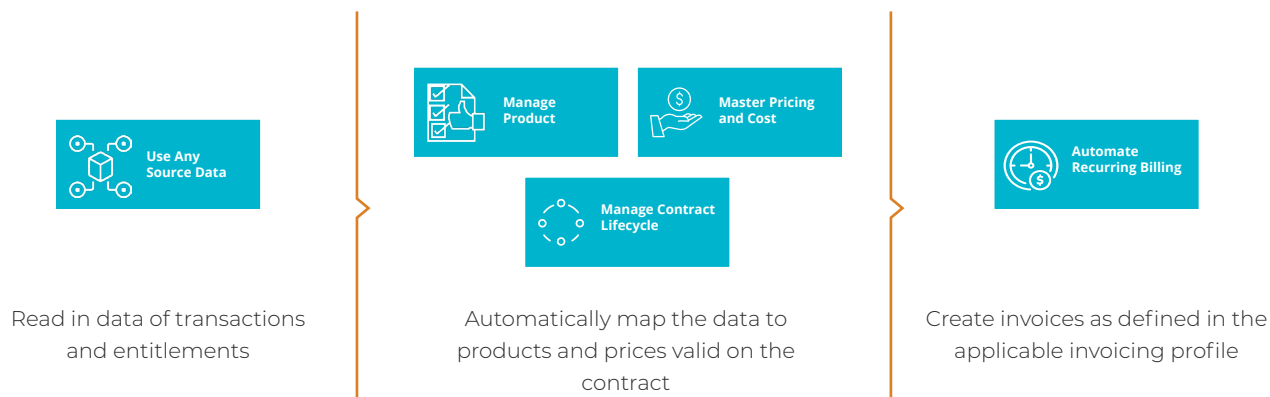 Use Any
Source Data
Read in data of transactions
and entitlements
Manage
Product
$
Master Pricing
and Cost
Manage Contract
Lifecycle
Automatically map the data to
products and prices valid on the
contract
$
Automate
Recurring Billing
Create invoices as defined in the
applicable invoicing profile